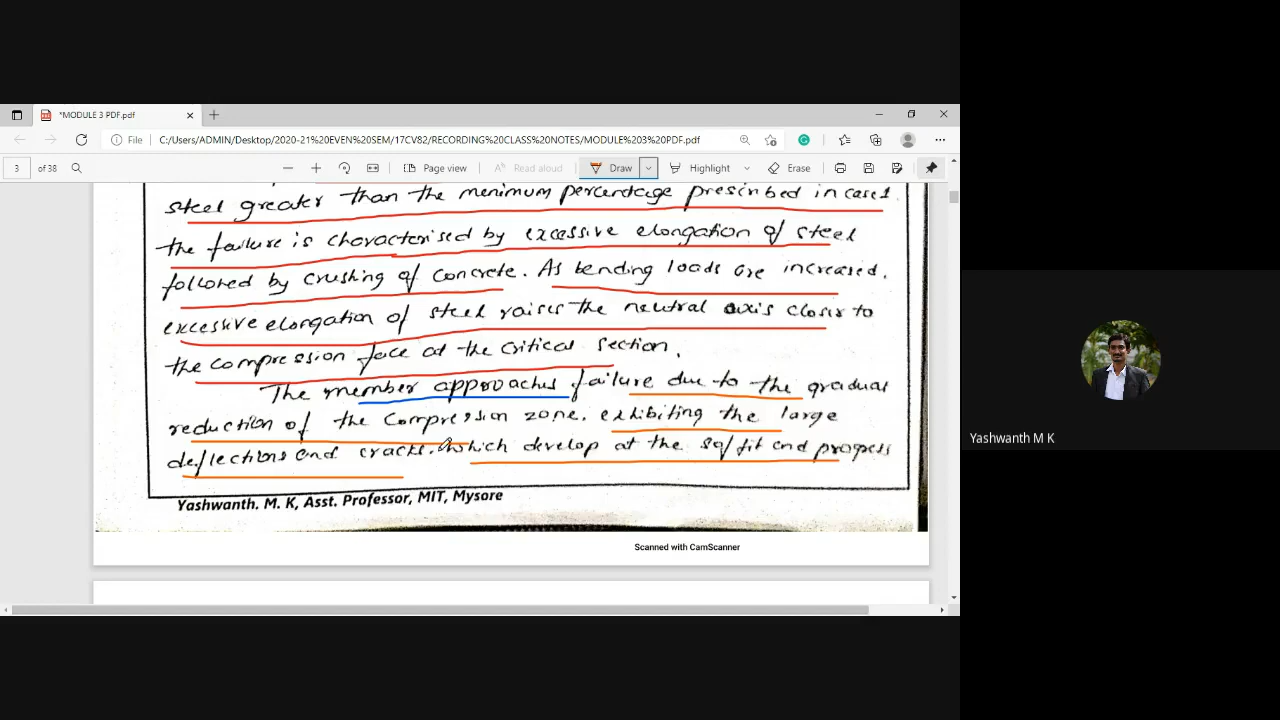 *MODULE 3 PDF.pdf
File C:/Users/ADMIN/Desktop/2020-21%20EVEN%20SEM/17CV82/RECORDING%20CLASS%20NOTES/MODULE%203%20PDF.pdf
3 of 38 Page view Read aloud Draw Highlight Erase
steel greater than the menimum percentage prescribed in case1.
the failure is characterised by excessive elongation of steel
followed by crushing of concrete. As bending loads are increased.
excessive elongation of steel raises the neutral axis closer to
the compression face at the critical section.
The member approaches failure due to the gradual
reduction of the compression zone. exhibiting the large
deflections and cracks. which develop at the soffit and progress
Yashwanth. M. K, Asst. Professor, MIT, Mysore
Scanned with CamScanner
Yashwanth M K